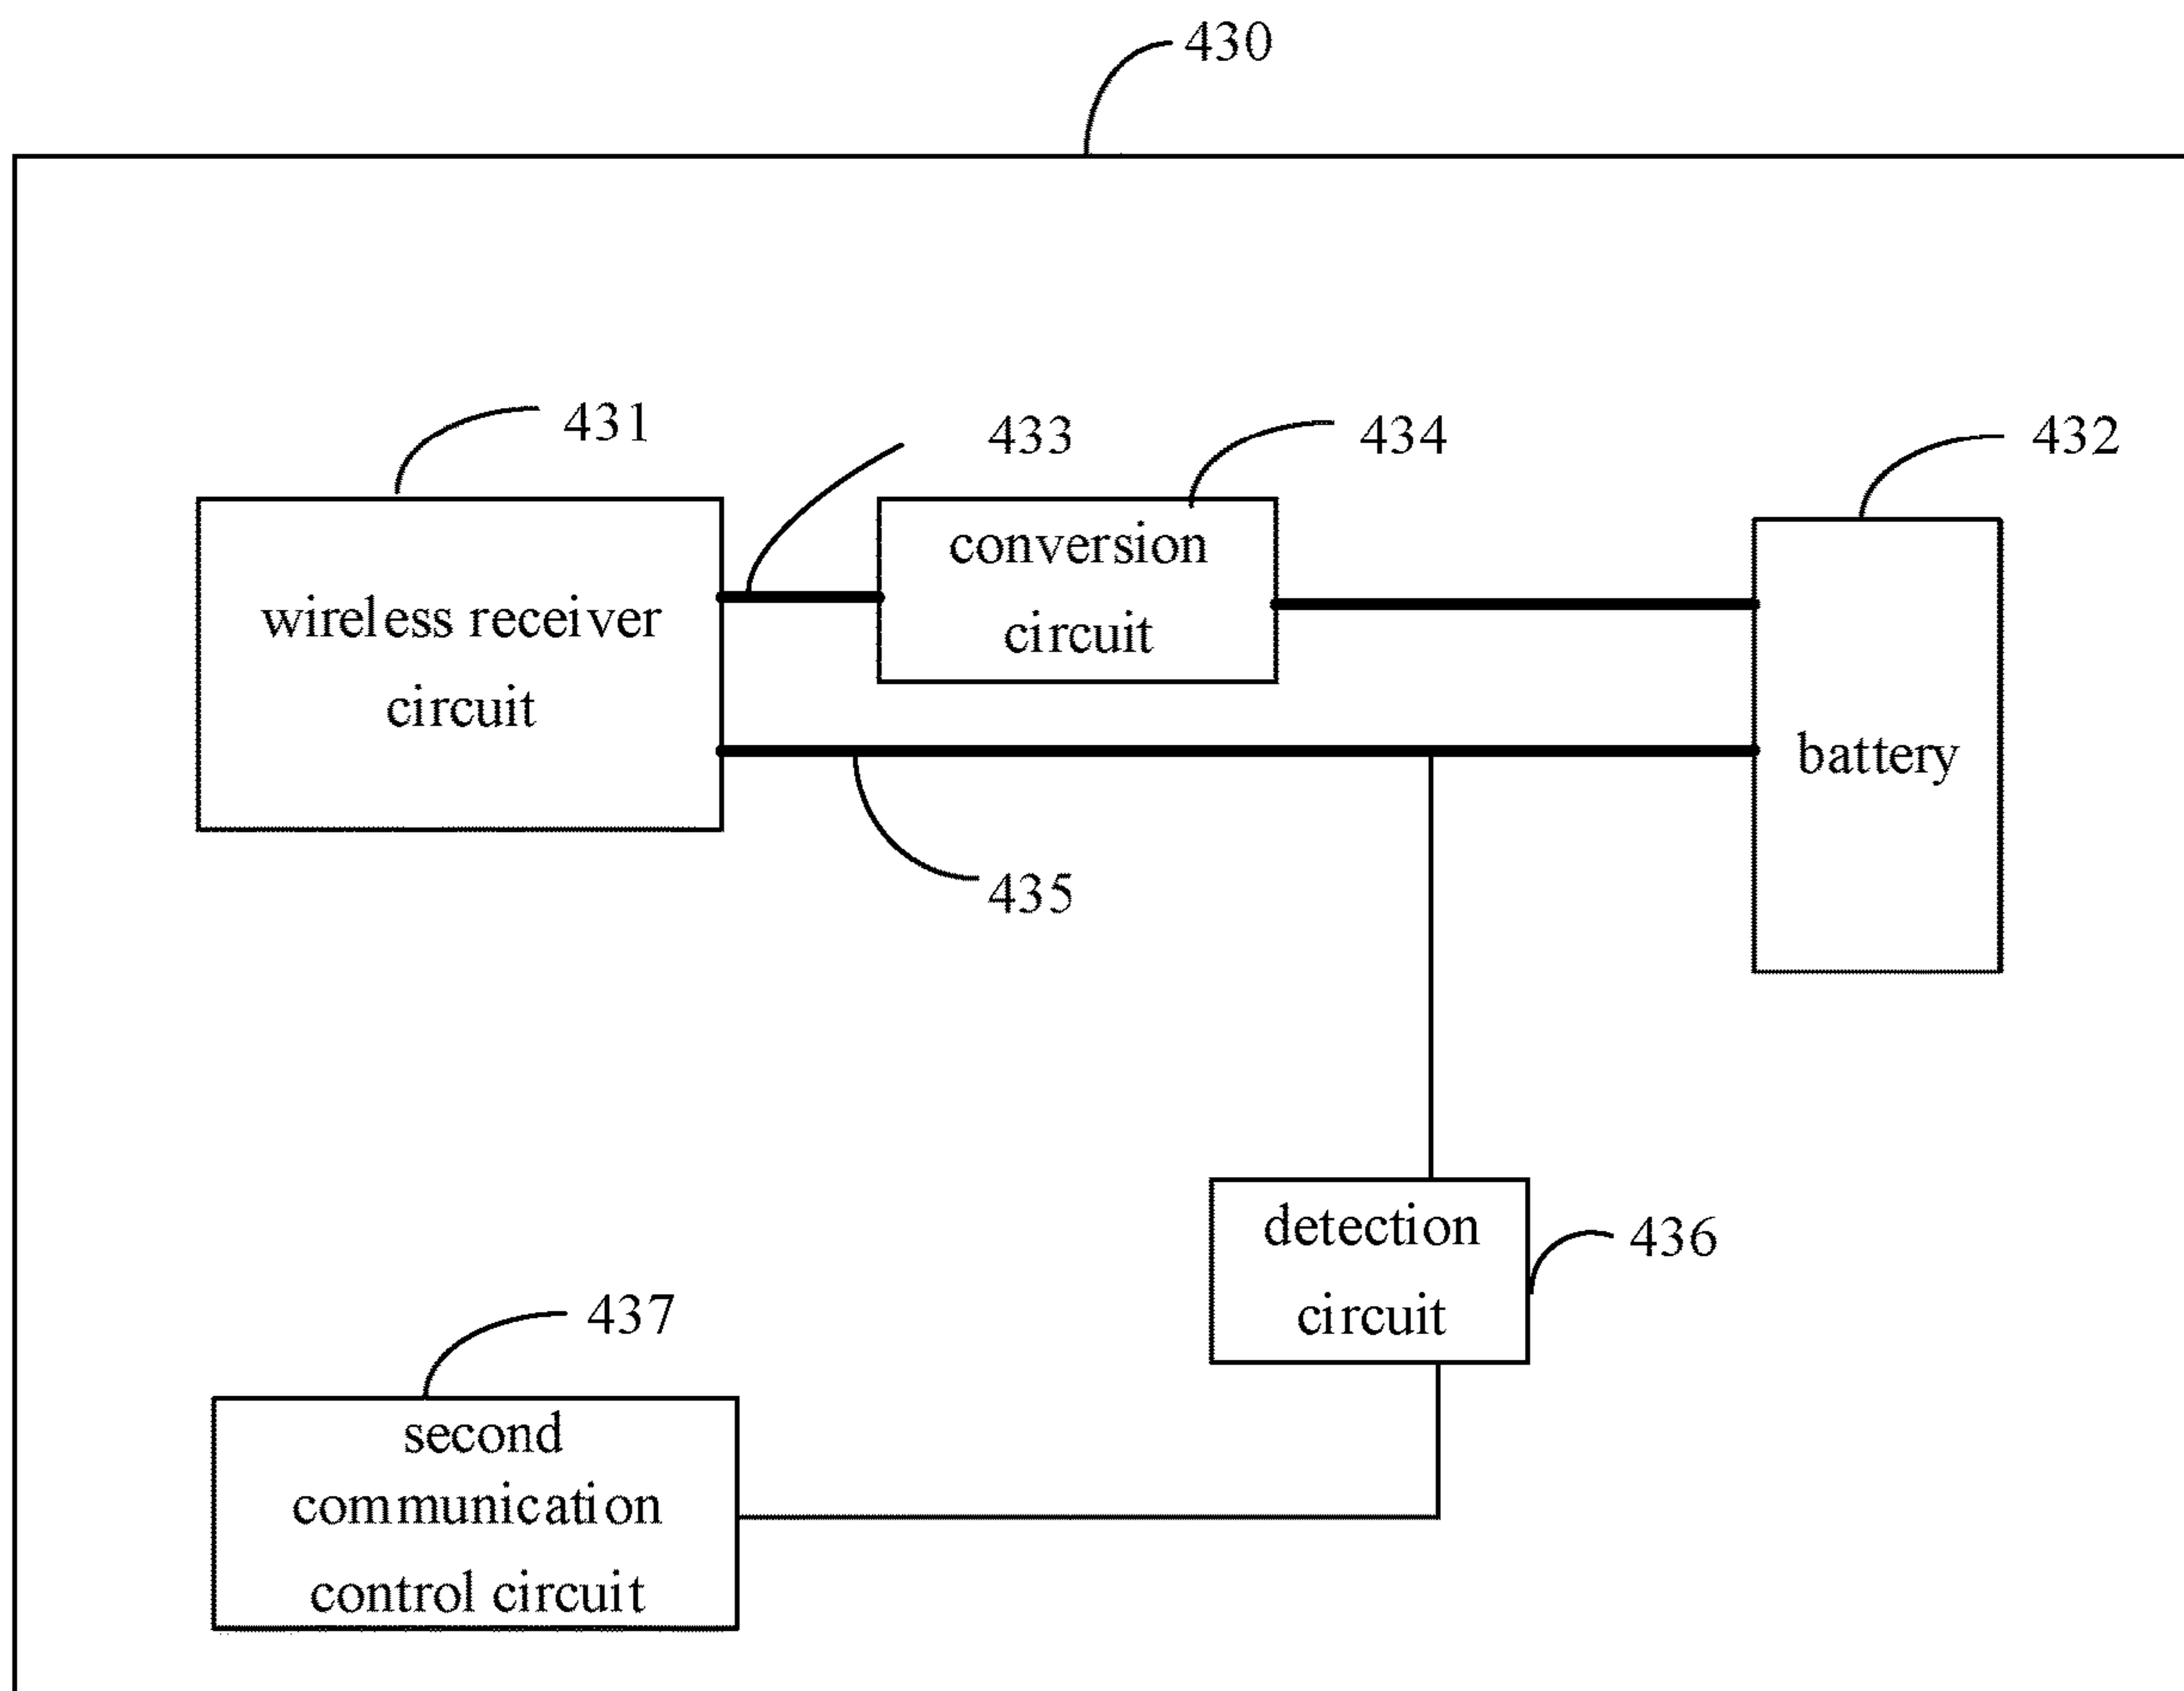 430
431
433
434
432
conversion
circuit
wireless receiver
circuit
battery
435
detection
circuit
436
437
second
communication
control circuit